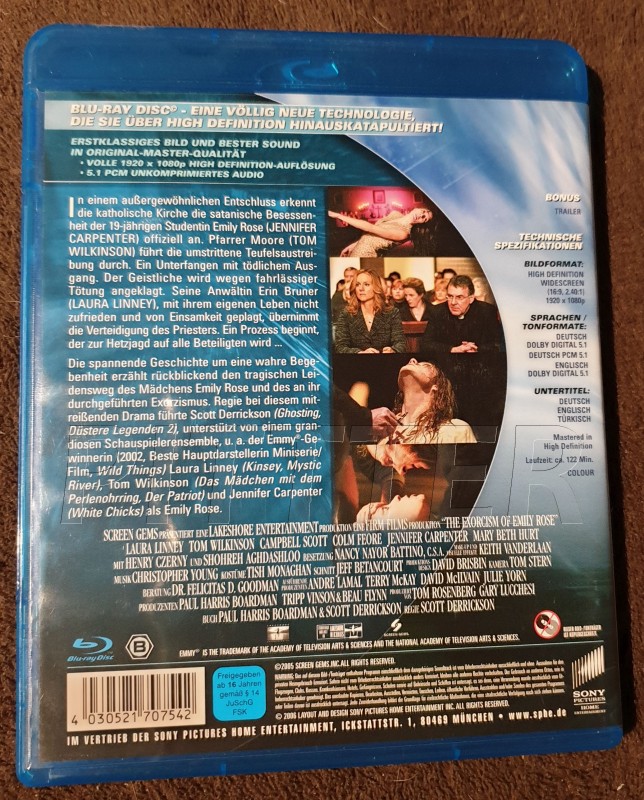 BLU-RAY DISC® - EINE VÖLLIG NEUE TECHNOLOGIE,
DIE SIE ÜBER HIGH DEFINITION HINAUSKATAPULTIERT!
ERSTKLASSIGES BILD UND BESTER SOUND
IN ORIGINAL-MASTER-QUALITÄT
• VOLLE 1920 x 1080p HIGH DEFINITION-AUFLÖSUNG
• 5.1 PCM UNKOMPRIMIERTES AUDIO
In einem außergewöhnlichen Entschluss erkennt
die katholische Kirche die satanische Besessen-
heit der 19-jährigen Studentin Emily Rose (JENNIFER
CARPENTER) offiziell an. Pfarrer Moore (TOM
WILKINSON) führt die umstrittene Teufelsaustrei-
bung durch. Ein Unterfangen mit tödlichem Aus-
gang. Der Geistliche wird wegen fahrlässiger
Tötung angeklagt. Seine Anwältin Erin Bruner
(LAURA LINNEY), mit ihrem eigenen Leben nicht
zufrieden und von Einsamkeit geplagt, übernimmt
die Verteidigung des Priesters. Ein Prozess beginnt,
der zur Hetzjagd auf alle Beteiligten wird ...
Die spannende Geschichte um eine wahre Bege-
benheit erzählt rückblickend den tragischen Lei-
densweg des Mädchens Emily Rose und des an ihr
durchgeführten Exorzismus. Regie bei diesem mit-
reißenden Drama führte Scott Derrickson (Ghosting,
Düstere Legenden 2), unterstützt von einem gran-
diosen Schauspielerensemble, u. a. der Emmy®-Ge-
winnerin (2002, Beste Hauptdarstellerin Miniserie/
Film, Wild Things) Laura Linney (Kinsey, Mystic
River), Tom Wilkinson (Das Mädchen mit dem
Perlenohrring, Der Patriot) und Jennifer Carpenter
(White Chicks) als Emily Rose.
BONUS
TRAILER
TECHNISCHE
SPEZIFIKATIONEN
BILDFORMAT:
HIGH DEFINITION
WIDESCREEN
(16:9, 2.40:1)
1920 x 1080p
SPRACHEN /
TONFORMATE:
DEUTSCH
DOLBY DIGITAL 5.1
DEUTSCH PCM 5.1
ENGLISCH
DOLBY DIGITAL 5.1
UNTERTITEL:
DEUTSCH
ENGLISCH
TÜRKISCH
Mastered in
High Definition
Laufzeit: ca. 122 Min.
COLOUR
SCREEN GEMS PRÄSENTIERT EINE LAKESHORE ENTERTAINMENT PRODUKTION EINE FIRM FILMS PRODUKTION "THE EXORCISM OF EMILY ROSE"
LAURA LINNEY TOM WILKINSON CAMPBELL SCOTT COLM FEORE JENNIFER CARPENTER MARY BETH HURT
MIT HENRY CZERNY UND SHOHREH AGHDASHLOO BESETZUNG NANCY NAYOR BATTINO, C.S.A. KEITH VANDERLAAN
MUSIK CHRISTOPHER YOUNG KOSTÜME TISH MONAGHAN SCHNITT JEFF BETANCOURT DAVID BRISBIN KAMERA TOM STERN
BERATUNG DR. FELICITAS D. GOODMAN ANDRE LAMAL TERRY McKAY DAVID McILVAIN JULIE YORN
PRODUZENTEN PAUL HARRIS BOARDMAN TRIPP VINSON & BEAU FLYNN TOM ROSENBERG GARY LUCCHESI
BUCH PAUL HARRIS BOARDMAN & SCOTT DERRICKSON REGIE SCOTT DERRICKSON
SCREEN GEMS
Blu-ray Disc
B
EMMY® IS THE TRADEMARK OF THE ACADEMY OF TELEVISION ARTS & SCIENCES AND THE NATIONAL ACADEMY OF TELEVISION ARTS & SCIENCES.
4 030521 707542
Freigegeben
ab 16 Jahren
gemäß § 14
JuSchG
FSK
©2005 SCREEN GEMS INC. ALL RIGHTS RESERVED.
© 2006 LAYOUT AND DESIGN SONY PICTURES HOME ENTERTAINMENT INC. ALL RIGHTS RESERVED.
www.sphe.de
SONY
PICTURES
HOME
ENTERTAINMENT
IM VERTRIEB DER SONY PICTURES HOME ENTERTAINMENT, ICKSTATTSTR. 1, 80469 MÜNCHEN